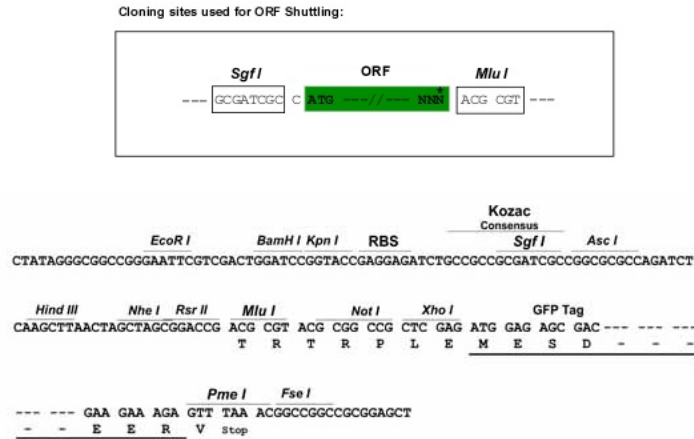 Cloning sites used for ORF Shuttling:
Sgf I ORF Mlu I
--- GCGATCGC C ATG ---//--- NNN* ACG CGT ---
Kozac
Consensus
EcoR I BamH I Kpn I RBS Sgf I Asc I
CTATAGGGCGGCCGGGAATTCGTCGACTGGATCCGGTACCGAGGAGATCTGCCGCCGCGATCGCCGGCGCGCCAGATCT
Hind III Nhe I Rsr II Mlu I Not I Xho I GFP Tag
CAAGCTTAACTAGCTAGCGGACCG ACG CGT ACG CGG CCG CTC GAG ATG GAG AGC GAC --- --- ---
T R T R P L E M E S D - - -
Pme I Fse I
--- --- GAA GAA AGA GTT TAA ACGGCCGGCCGCGGAGCT
- - E E R V Stop